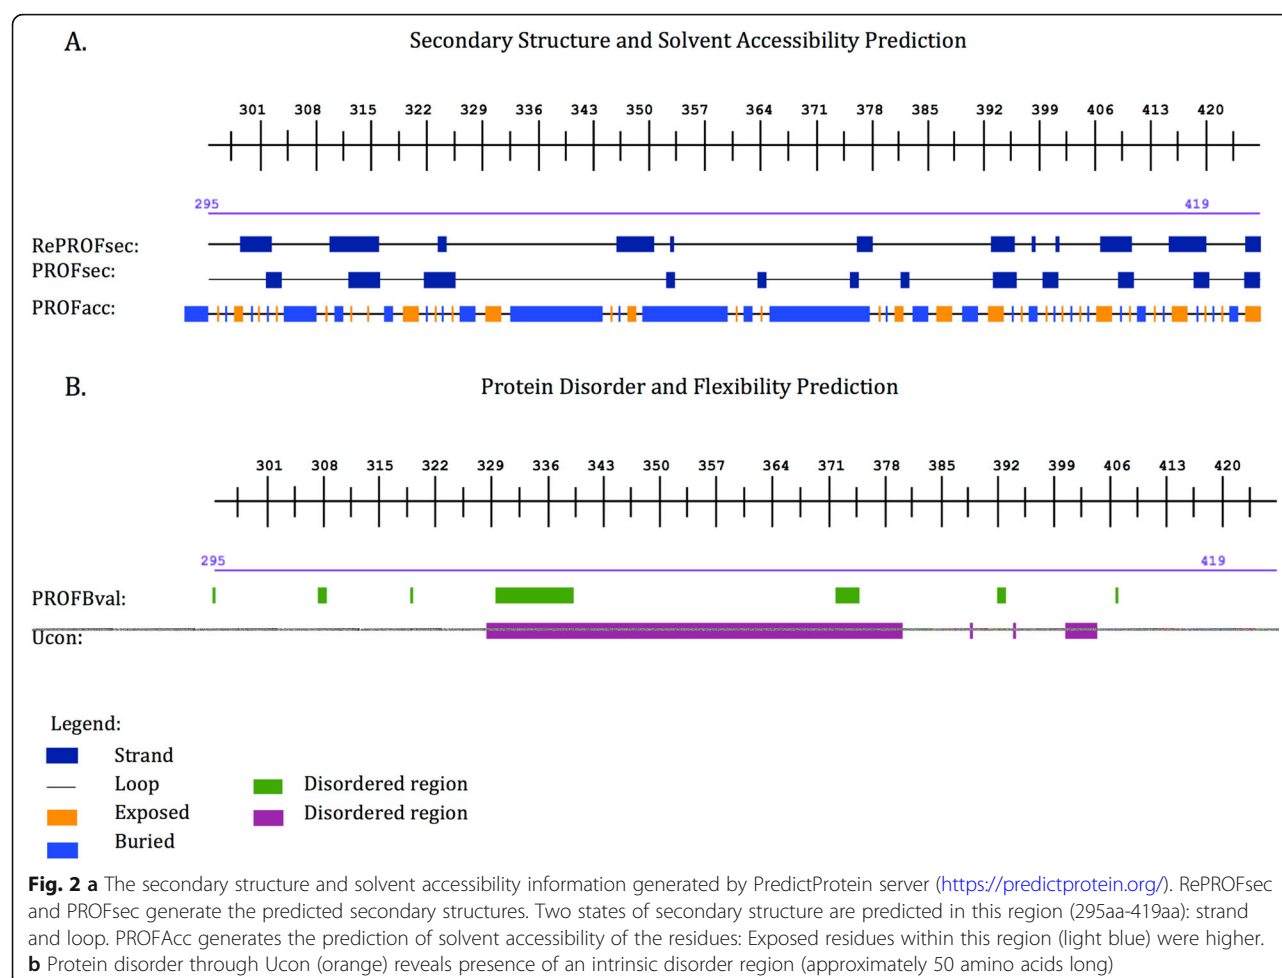 A.
Secondary Structure and Solvent Accessibility Prediction
301 308 315 322 329 336 343 350 357 364 371 378 385 392 399 406 413 420
295 419
RePROFsec:
PROFsec:
PROFacc:
B.
Protein Disorder and Flexibility Prediction
301 308 315 322 329 336 343 350 357 364 371 378 385 392 399 406 413 420
295 419
PROFBval:
Ucon:
Legend:
Strand
Loop Disordered region
Exposed Disordered region
Buried
Fig. 2 a The secondary structure and solvent accessibility information generated by PredictProtein server (https://predictprotein.org/). RePROFsec
and PROFsec generate the predicted secondary structures. Two states of secondary structure are predicted in this region (295aa-419aa): strand
and loop. PROFAcc generates the prediction of solvent accessibility of the residues: Exposed residues within this region (light blue) were higher.
b Protein disorder through Ucon (orange) reveals presence of an intrinsic disorder region (approximately 50 amino acids long)